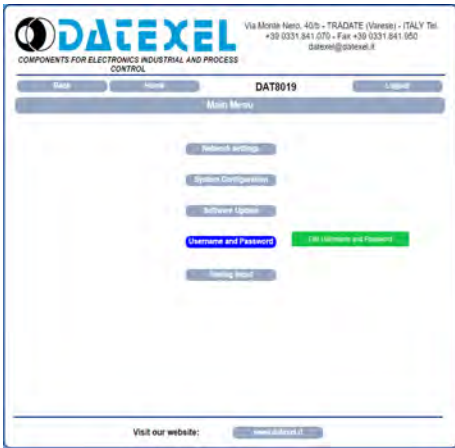 DATEXEL
COMPONENTS FOR ELECTRONICS INDUSTRIAL AND PROCESS
CONTROL
Via Monte Nero, 40/b - TRADATE (Varese) - ITALY Tel.
+39 0331.841.070 - Fax +39 0331.841.950
datexel@datexel.it
Back
Home
DAT8019
Logout
Main Menu
Network settings
System Configuration
Software Update
Username and Password
Edit Username and Password
Visit our website:
www.datexel.it